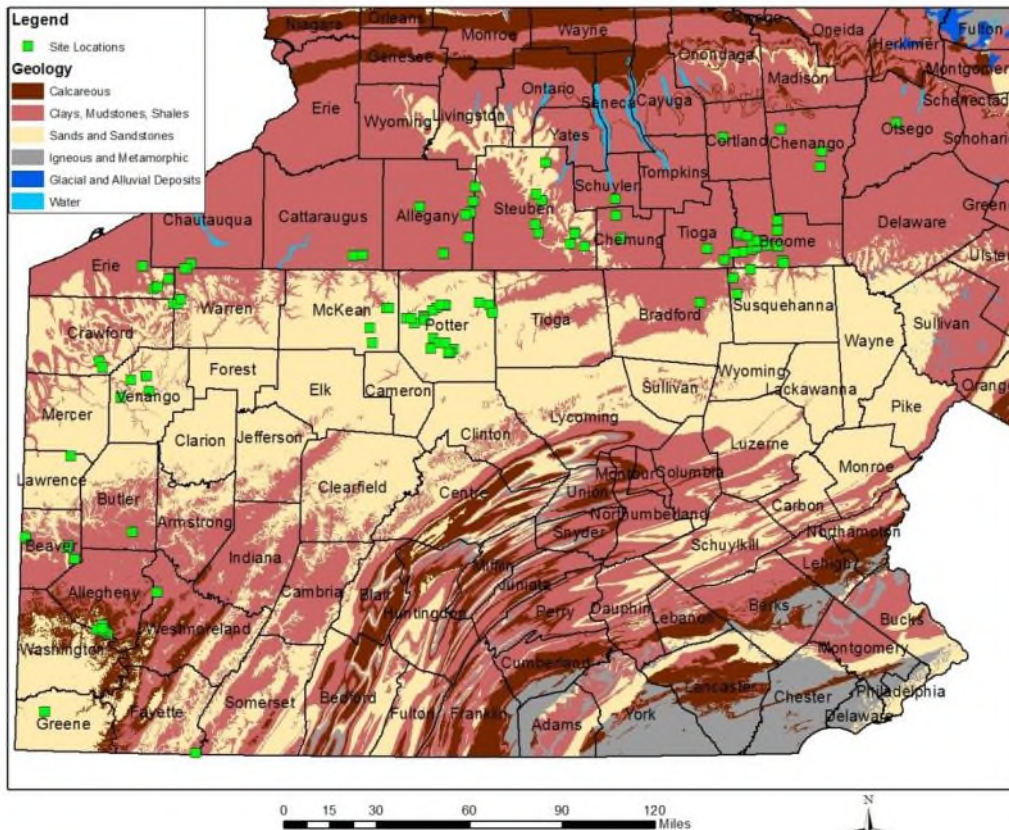 Legend
Site Locations
Geology
Calcareous
Clays, Mudstones, Shales
Sands and Sandstones
Igneous and Metamorphic
Glacial and Alluvial Deposits
Water
Niagara Orleans Monroe Wayne Oswego Oneida Herkimer Fulton
Genesee Onondaga Madison Montgomery
Erie Wyoming Livingston Ontario Seneca Cayuga Schenectady
Yates Cortland Chenango Otsego Schoharie
Schuyler Tompkins
Chautauqua Cattaraugus Allegany Steuben Chemung Tioga Broome Delaware Greene
Ulster
Erie Warren McKean Potter Tioga Bradford Susquehanna Sullivan
Crawford Wayne
Forest Elk Cameron Sullivan Wyoming Lackawanna Orange
Mercer Venango Clinton Lycoming Pike
Clarion Jefferson Luzerne
Lawrence Butler Clearfield Centre Union Montour Columbia Monroe
Armstrong Northumberland Carbon
Beaver Indiana Snyder Schuylkill Northampton
Allegheny Cambria Blair Mifflin Juniata Lehigh
Huntingdon Perry Dauphin Lebanon Berks Bucks
Washington Westmoreland Cumberland Montgomery
Greene Fayette Somerset Bedford Fulton Franklin Adams York Lancaster Chester Delaware Philadelphia
0 15 30 60 90 120
Miles
N